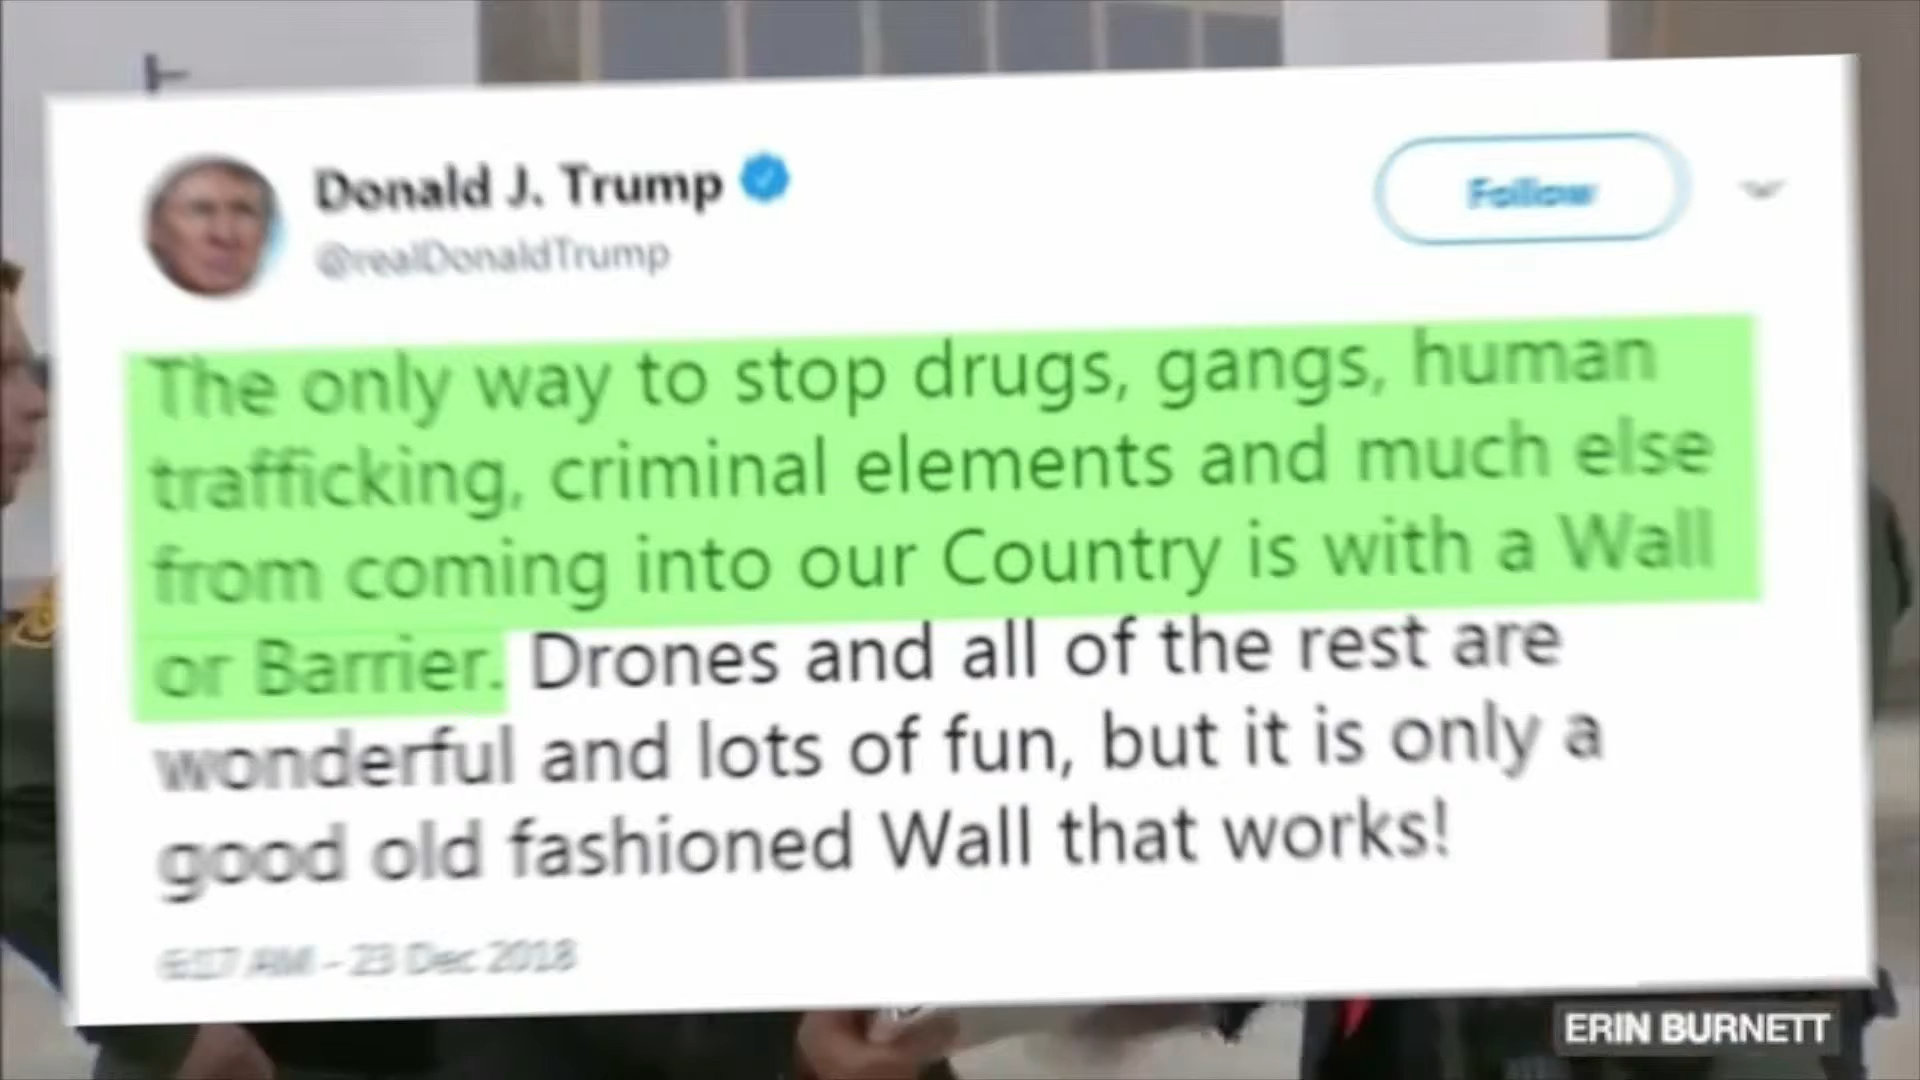 Donald J. Trump
@realDonaldTrump
Follow
The only way to stop drugs, gangs, human
trafficking, criminal elements and much else
from coming into our Country is with a Wall
or Barrier. Drones and all of the rest are
wonderful and lots of fun, but it is only a
good old fashioned Wall that works!
6:17 AM - 23 Dec 2018
ERIN BURNETT